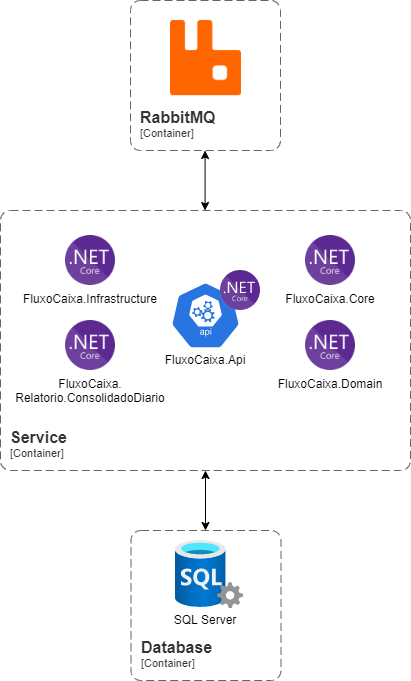 RabbitMQ
[Container]
.NET
Core
.NET
Core
.NET
Core
api
FluxoCaixa.Infrastructure
FluxoCaixa.Core
.NET
Core
FluxoCaixa.Api
.NET
Core
FluxoCaixa.
Relatorio.ConsolidadoDiario
FluxoCaixa.Domain
Service
[Container]
SQL
SQL Server
Database
[Container]